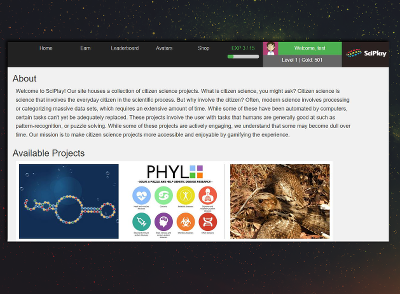 Home Earn Leaderboard Avatars Shop
EXP: 31.15
Welcome, test
SciPlay
Level 1 | Gold: 501
About
Welcome to SciPlay! Our site houses a collection of citizen science projects. What is citizen science, you might ask? Citizen science is
science that involves the everyday citizen in the scientific process. But why involve the citizen? Often, modern science involves processing
or categorizing massive data sets, which requires an extensive amount of time. While some of these have been automated by computers,
certain tasks can't yet be adequately replaced. These projects involve the user with tasks that humans are generally good at such as
pattern-recognition, or puzzle solving. While some of these projects are actively engaging, we understand that some may become dull over
time. Our mission is to make citizen science projects more accessible and enjoyable by gamifying the experience.
Available Projects
PHYL